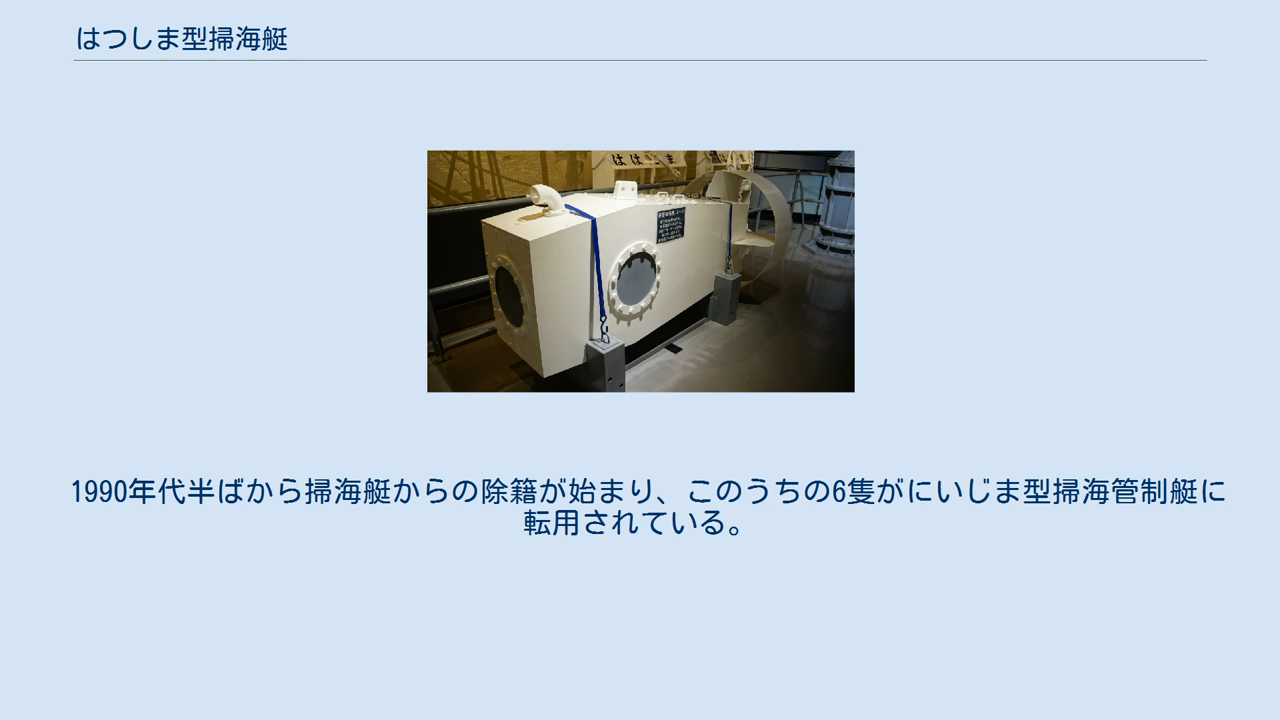 はつしま型掃海艇
1990年代半ばから掃海艇からの除籍が始まり、このうちの6隻がにいじま型掃海管制艇に
転用されている。